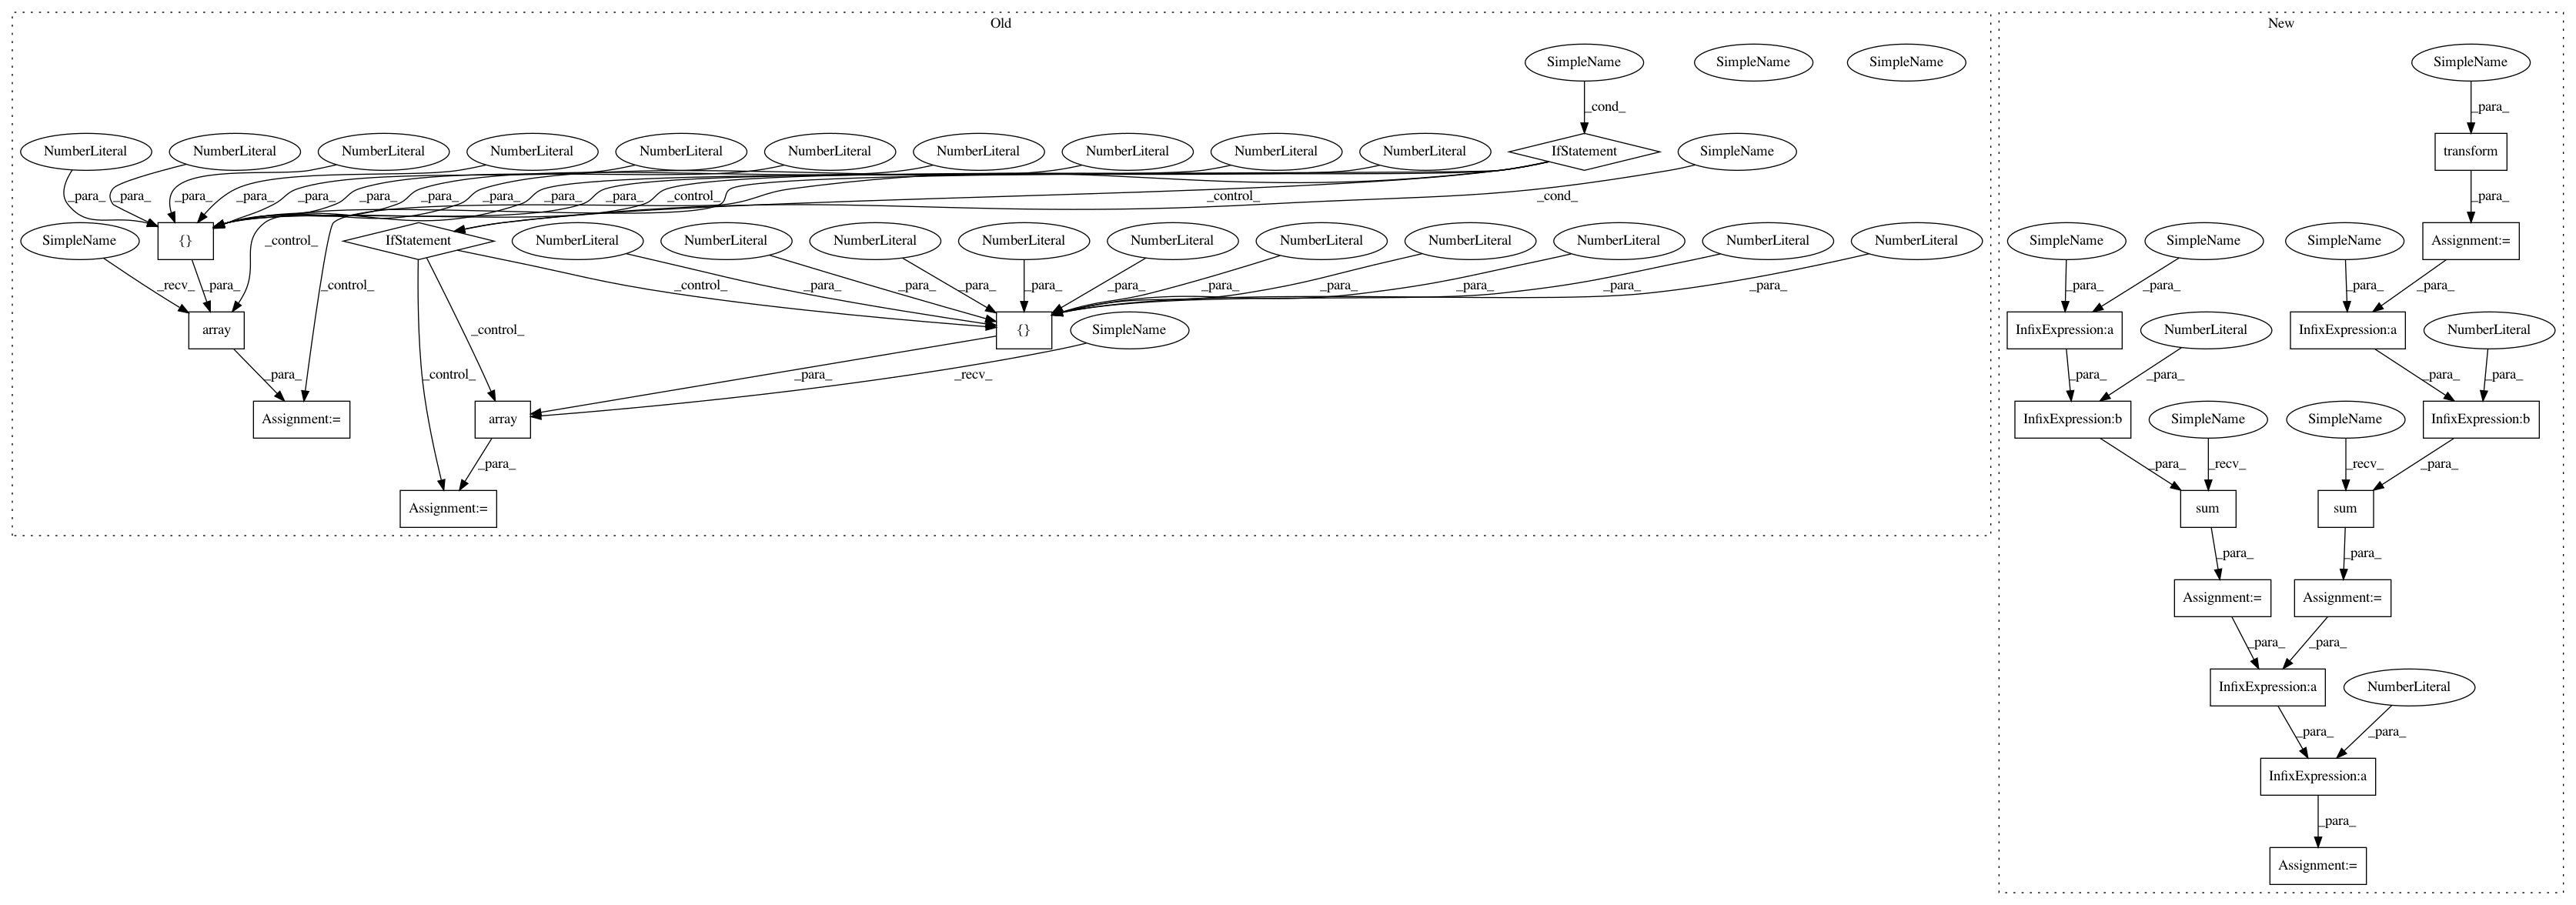 Old
New
SimpleName
SimpleName
SimpleName
SimpleName
_cond_
_para_
NumberLiteral
NumberLiteral
NumberLiteral
NumberLiteral
NumberLiteral
NumberLiteral
NumberLiteral
NumberLiteral
NumberLiteral
NumberLiteral
IfStatement
SimpleName
transform
_para_
_para_
_para_
_para_
_para_
_para_
_para_
_para_
_para_
_para_
_control_
_control_
_cond_
_para_
SimpleName
{}
IfStatement
NumberLiteral
NumberLiteral
NumberLiteral
NumberLiteral
NumberLiteral
NumberLiteral
NumberLiteral
NumberLiteral
NumberLiteral
NumberLiteral
SimpleName
SimpleName
SimpleName
Assignment:=
_control_
_recv_
_para_
_control_
_control_
_para_
_para_
_para_
_para_
_para_
_para_
_para_
_para_
_para_
_para_
_para_
_para_
_para_
_para_
array
_control_
{}
SimpleName
InfixExpression:a
NumberLiteral
InfixExpression:a
NumberLiteral
_para_
_control_
_para_
_recv_
_para_
_para_
_para_
_para_
Assignment:=
array
InfixExpression:b
SimpleName
SimpleName
InfixExpression:b
_para_
_para_
_recv_
_recv_
_para_
Assignment:=
sum
sum
_para_
_para_
Assignment:=
Assignment:=
_para_
_para_
InfixExpression:a
NumberLiteral
_para_
_para_
InfixExpression:a
_para_
Assignment:=